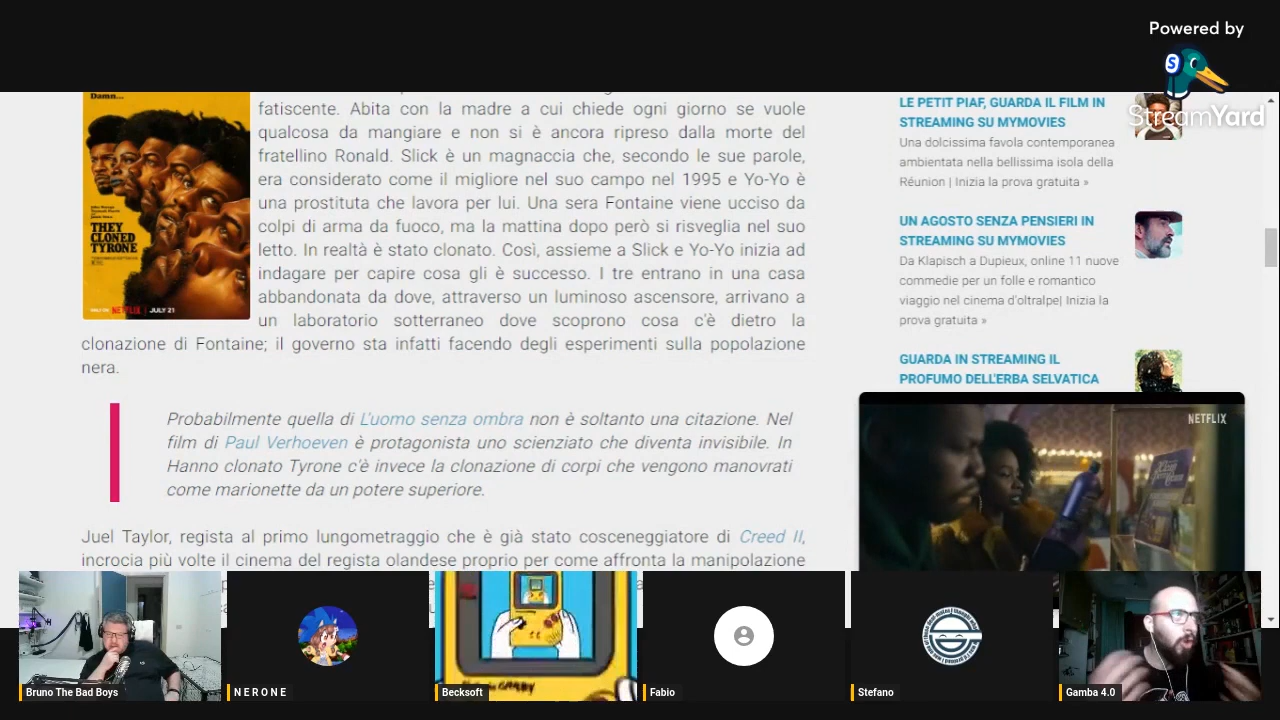 Powered by
StreamYard
Damn...
THEY
CLONED
TYRONE
NETFLIX | JULY 21
fatiscente. Abita con la madre a cui chiede ogni giorno se vuole
qualcosa da mangiare e non si è ancora ripreso dalla morte del
fratellino Ronald. Slick è un magnaccia che, secondo le sue parole,
era considerato come il migliore nel suo campo nel 1995 e Yo-Yo è
una prostituta che lavora per lui. Una sera Fontaine viene ucciso da
colpi di arma da fuoco, ma la mattina dopo però si risveglia nel suo
letto. In realtà è stato clonato. Così, assieme a Slick e Yo-Yo inizia ad
indagare per capire cosa gli è successo. I tre entrano in una casa
abbandonata da dove, attraverso un luminoso ascensore, arrivano a
un laboratorio sotterraneo dove scoprono cosa c'è dietro la
clonazione di Fontaine; il governo sta infatti facendo degli esperimenti sulla popolazione
nera.
Probabilmente quella di L'uomo senza ombra non è soltanto una citazione. Nel
film di Paul Verhoeven è protagonista uno scienziato che diventa invisibile. In
Hanno clonato Tyrone c'è invece la clonazione di corpi che vengono manovrati
come marionette da un potere superiore.
Juel Taylor, regista al primo lungometraggio che è già stato cosceneggiatore di Creed II,
incrocia più volte il cinema del regista olandese proprio per come affronta la manipolazione
LE PETIT PIAF, GUARDA IL FILM IN
STREAMING SU MYMOVIES
Una dolcissima favola contemporanea
ambientata nella bellissima isola della
Réunion | Inizia la prova gratuita »
UN AGOSTO SENZA PENSIERI IN
STREAMING SU MYMOVIES
Da Klapisch a Dupieux, online 11 nuove
commedie per un folle e romantico
viaggio nel cinema d'oltralpe| Inizia la
prova gratuita »
GUARDA IN STREAMING IL
PROFUMO DELL'ERBA SELVATICA
NETFLIX
Bruno The Bad Boys
N E R O N E
Becksoft
Fabio
Stefano
Gamba 4.0